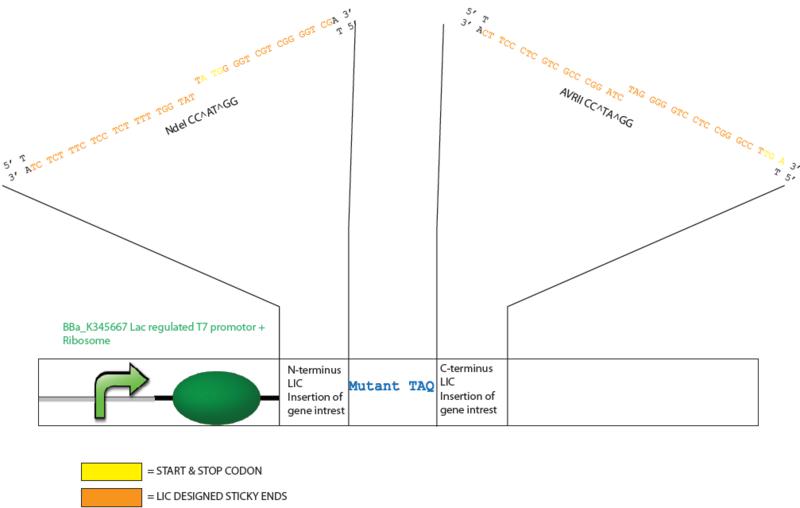 5' T
3' ATC TCT TTC TCC TCT TTT TGG TAT
TA TGG GGT CGT CGG GGT CGA 3'
T 5'
NdeI CC^AT^GG
5' T
3' ACT TCC CTC GTC GCC CGG ATC
TAG GGG GTC CTC CGG GCC TTG A 3'
T 5'
AVRII CC^TA^GG
BBa_K345667 Lac regulated T7 promotor +
Ribosome
N-terminus
LIC
Insertion of
gene intrest
Mutant TAQ
C-terminus
LIC
Insertion of
gene intrest
= START & STOP CODON
= LIC DESIGNED STICKY ENDS